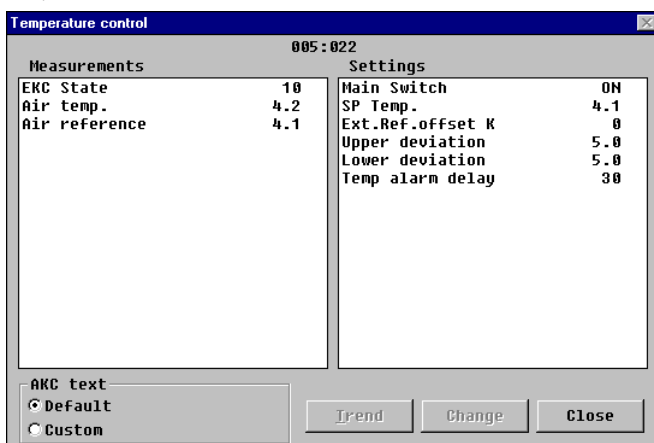 Temperature control
005:022
Measurements
EKC State 10
Air temp. 4.2
Air reference 4.1
Settings
Main Switch ON
SP Temp. 4.1
Ext.Ref.offset K 0
Upper deviation 5.0
Lower deviation 5.0
Temp alarm delay 30
AKC text
Default
Custom
Trend
Change
Close